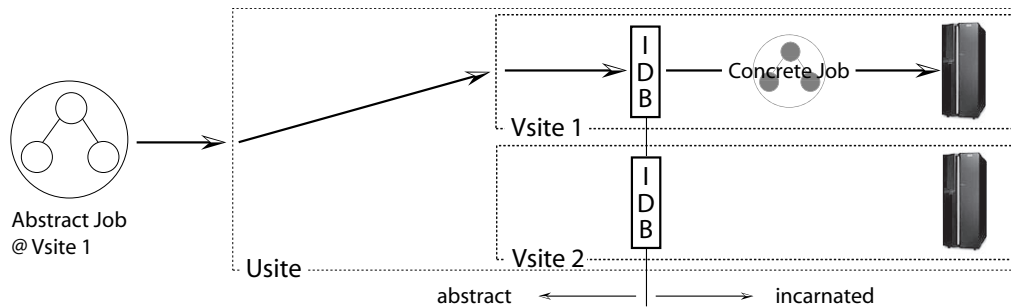 I
D
B
Concrete Job
Vsite 1
Abstract Job
@ Vsite 1
I
D
B
Vsite 2
Usite
abstract
incarnated